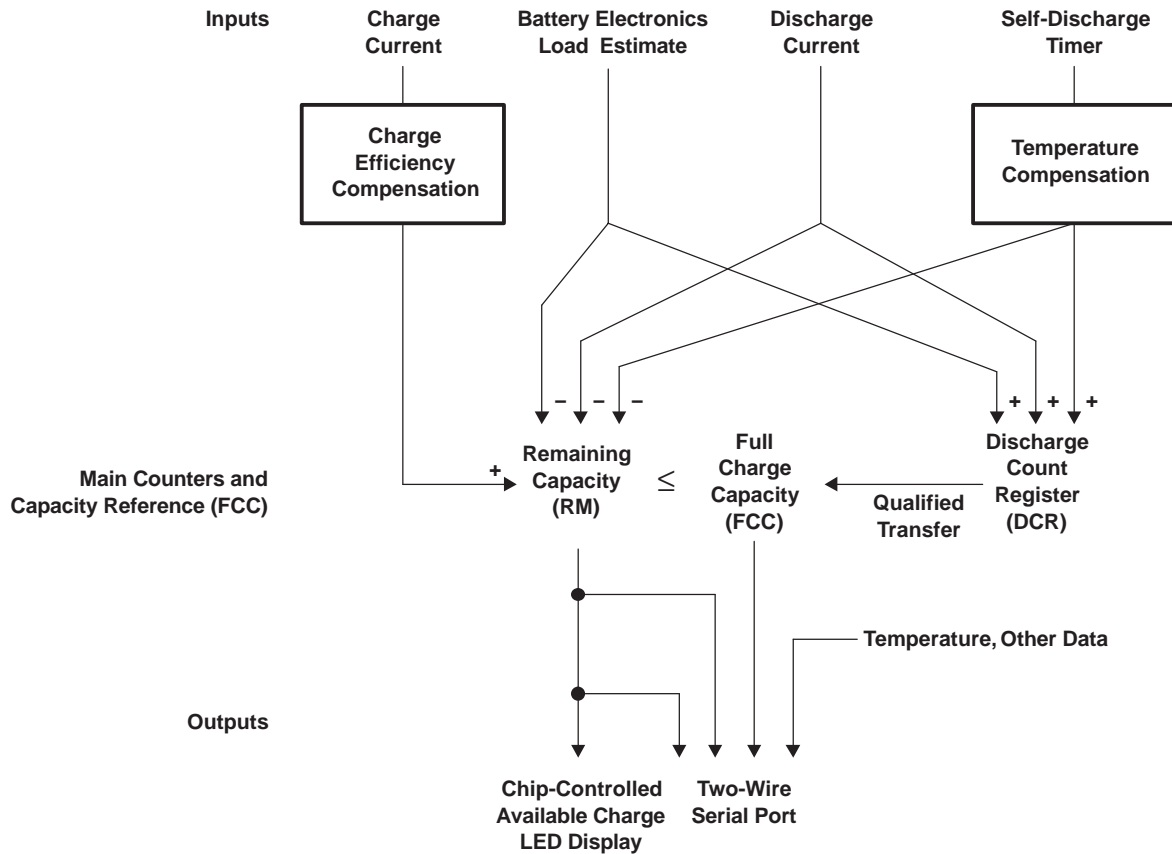 Inputs
Charge
Current
Battery Electronics
Load Estimate
Discharge
Current
Self-Discharge
Timer
Charge
Efficiency
Compensation
Temperature
Compensation
– – –
+ + +
Main Counters and
Capacity Reference (FCC)
+
Remaining
Capacity
(RM)
≤
Full
Charge
Capacity
(FCC)
Qualified
Transfer
Discharge
Count
Register
(DCR)
Temperature, Other Data
Outputs
Chip-Controlled
Available Charge
LED Display
Two-Wire
Serial Port